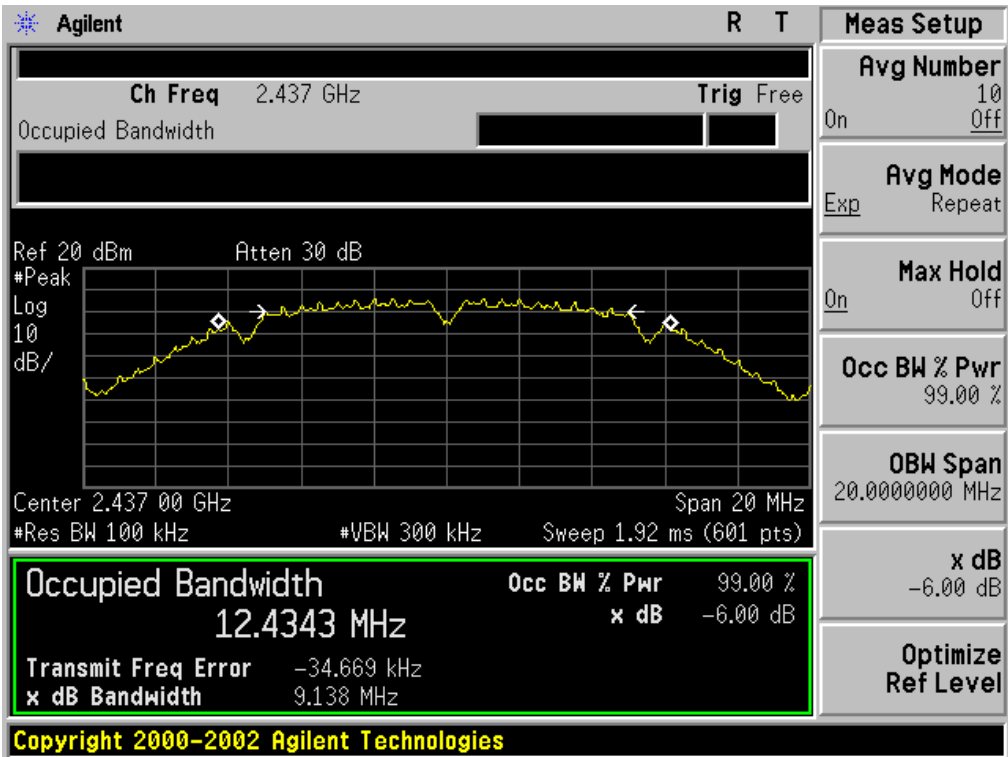 Agilent R T
Ch Freq 2.437 GHz Trig Free
Occupied Bandwidth
Ref 20 dBm Atten 30 dB
#Peak
Log
10
dB/
Center 2.437 00 GHz Span 20 MHz
#Res BW 100 kHz #VBW 300 kHz Sweep 1.92 ms (601 pts)
Occupied Bandwidth Occ BW % Pwr 99.00 %
12.4343 MHz x dB -6.00 dB
Transmit Freq Error -34.669 kHz
x dB Bandwidth 9.138 MHz
Copyright 2000-2002 Agilent Technologies
Meas Setup
Avg Number
10
On Off
Avg Mode
Exp Repeat
Max Hold
On Off
Occ BW % Pwr
99.00 %
OBW Span
20.0000000 MHz
x dB
-6.00 dB
Optimize
Ref Level